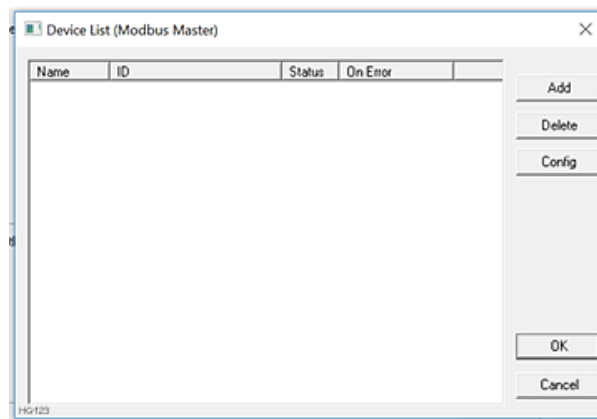 Device List (Modbus Master)
Name ID Status On Error
Add
Delete
Config
OK
Cancel
HG123